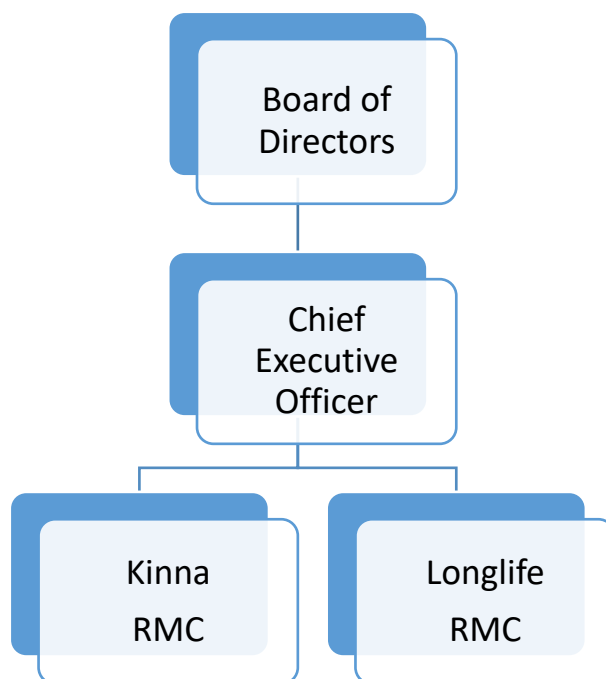 Board of
Directors
Chief
Executive
Officer
Kinna
RMC
Longlife
RMC